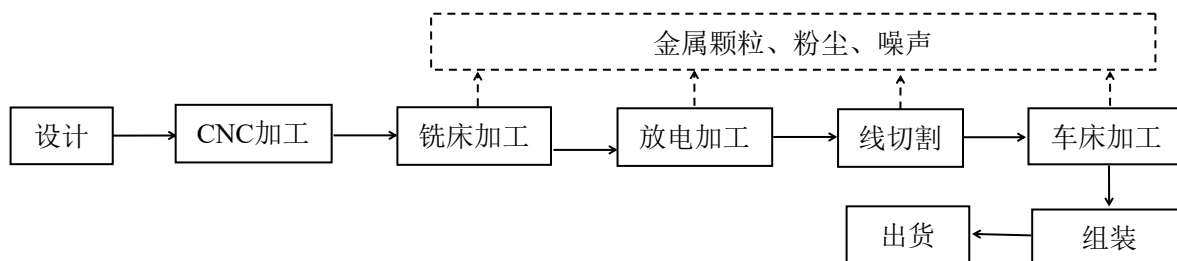 金属颗粒、粉尘、噪声
设计
CNC加工
铣床加工
放电加工
线切割
车床加工
出货
组装